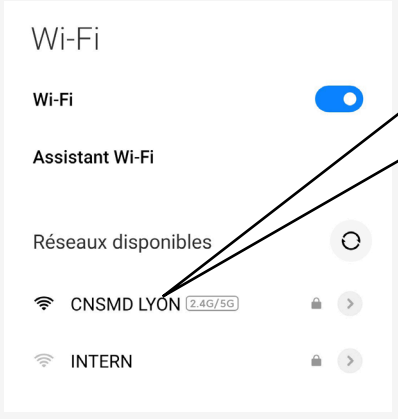 Wi-Fi
Wi-Fi
Assistant Wi-Fi
Réseaux disponibles
CNSMD LYON 2.4G/5G
INTERN